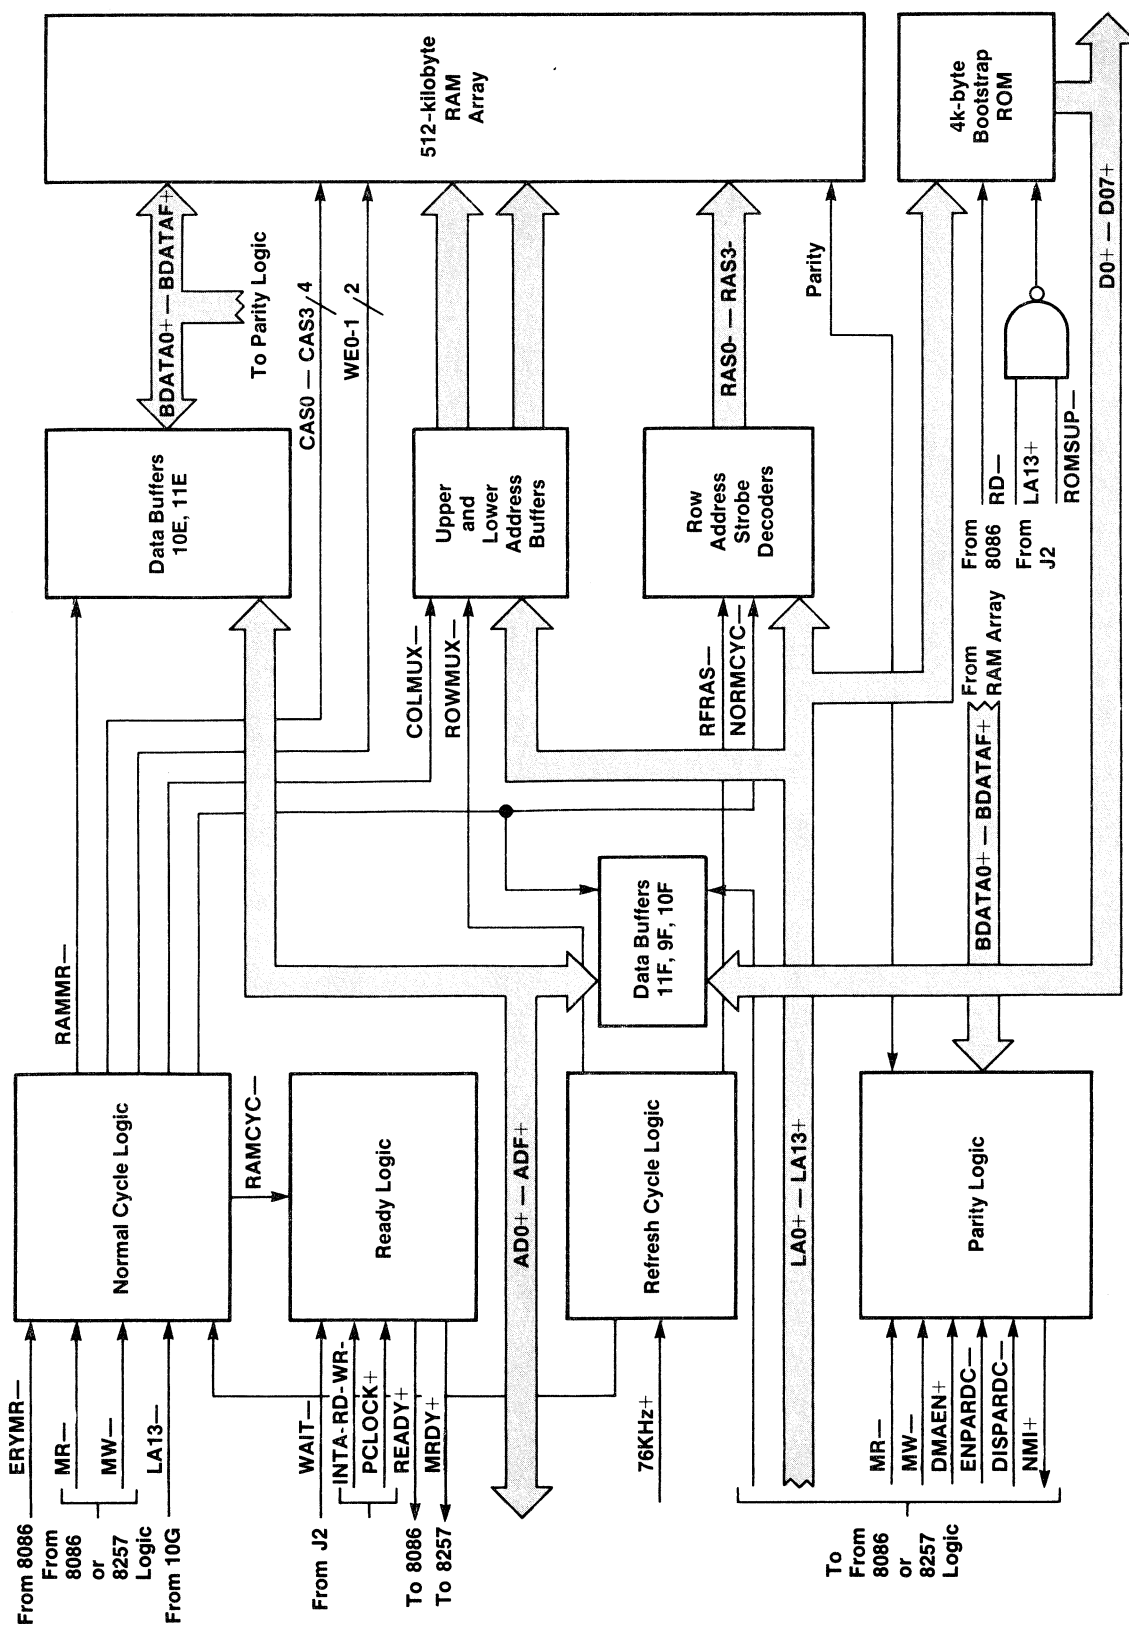 From 8086
ERYMR—
From
8086
or
8257
Logic
MR—
MW—
From 10G
LA13—
Normal Cycle Logic
RAMMR—
RAMCYC—
From J2
WAIT—
INTA-RD-WR-
PCLOCK+
To 8086
READY+
To 8257
MRDY+
Ready Logic
AD0+ — ADF+
76KHz+
Refresh Cycle Logic
LA0+ — LA13+
To
From
8086
or
8257
Logic
MR—
MW—
DMAEN+
ENPARDC—
DISPARDC—
NMI+
Parity Logic
Data Buffers
11F, 9F, 10F
BDATA0+ — BDATAF+
From
RAM Array
COLMUX—
ROWMUX—
RFRAS—
NORMCYC—
Data Buffers
10E, 11E
Upper
and
Lower
Address
Buffers
Row
Address
Strobe
Decoders
From
8086
RD—
From
J2
LA13+
ROMSUP—
BDATA0+ — BDATAF+
To Parity Logic
CAS0 — CAS3
4
WE0-1
2
RAS0- — RAS3-
Parity
D0+ — D07+
512-kilobyte
RAM
Array
4k-byte
Bootstrap
ROM